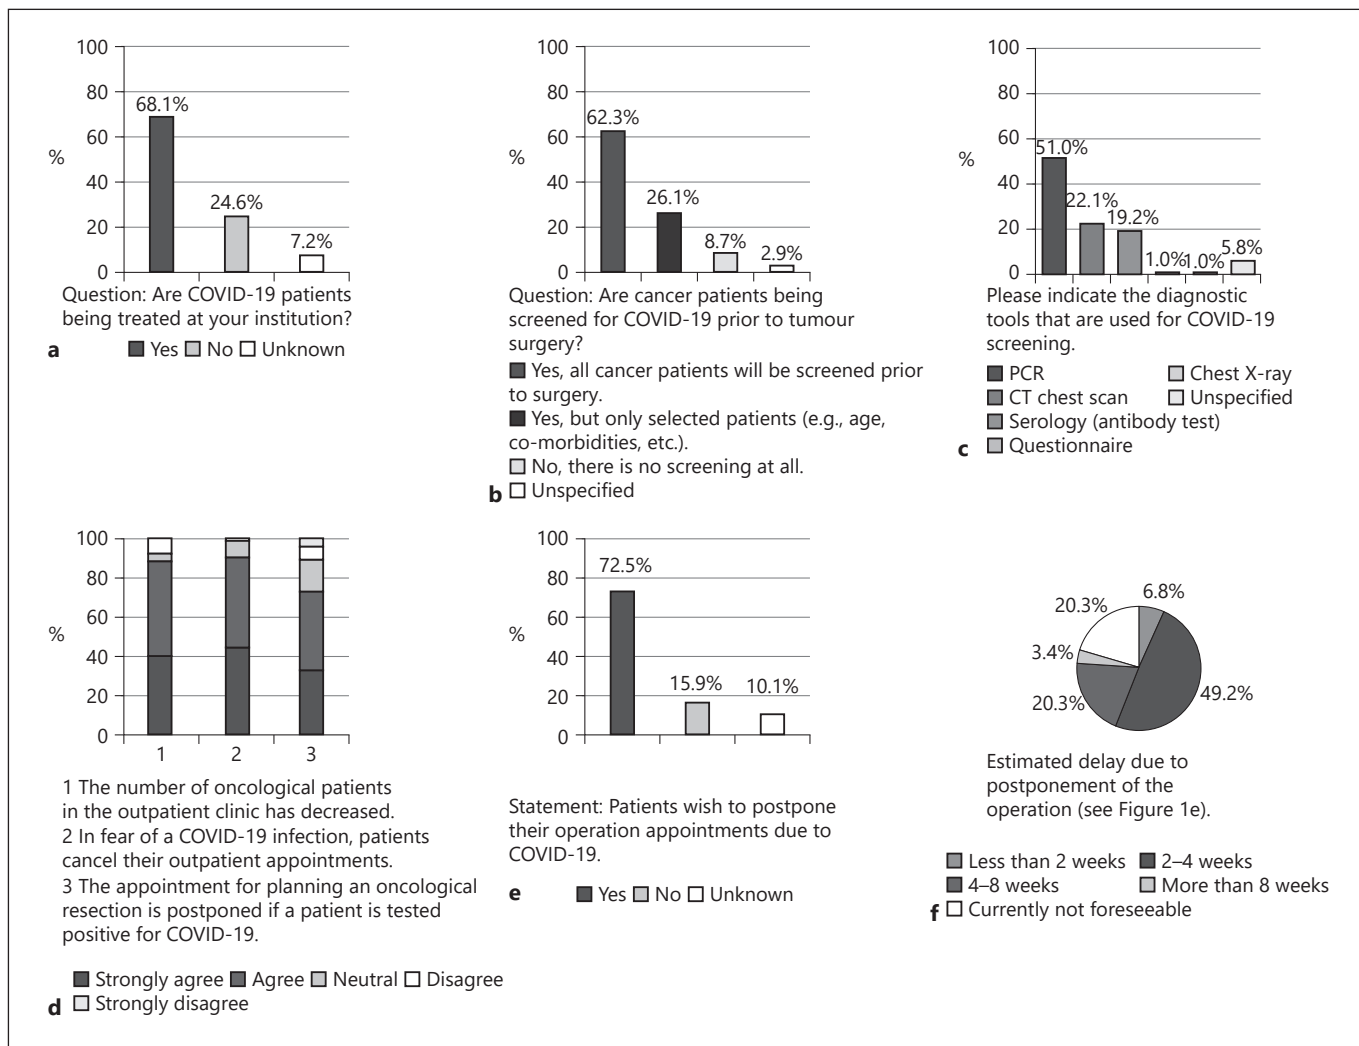 100
80
60
%
40
20
0
68.1%
24.6%
7.2%
Question: Are COVID-19 patients
being treated at your institution?
a
Yes No Unknown
100
80
60
%
40
20
0
62.3%
26.1%
8.7%
2.9%
Question: Are cancer patients being
screened for COVID-19 prior to tumour
surgery?
Yes, all cancer patients will be screened prior
to surgery.
Yes, but only selected patients (e.g., age,
co-morbidities, etc.).
No, there is no screening at all.
b
Unspecified
100
80
60
%
40
20
0
51.0%
22.1%
19.2%
1.0%
1.0%
5.8%
Please indicate the diagnostic
tools that are used for COVID-19
screening.
PCR Chest X-ray
CT chest scan Unspecified
Serology (antibody test)
c
Questionnaire
100
80
60
%
40
20
0
1 2 3
1 The number of oncological patients
in the outpatient clinic has decreased.
2 In fear of a COVID-19 infection, patients
cancel their outpatient appointments.
3 The appointment for planning an oncological
resection is postponed if a patient is tested
positive for COVID-19.
Strongly agree Agree Neutral Disagree
d
Strongly disagree
100
80
60
%
40
20
0
72.5%
15.9%
10.1%
Statement: Patients wish to postpone
their operation appointments due to
COVID-19.
e
Yes No Unknown
20.3%
6.8%
3.4%
20.3%
49.2%
Estimated delay due to
postponement of the
operation (see Figure 1e).
Less than 2 weeks 2–4 weeks
4–8 weeks More than 8 weeks
f
Currently not foreseeable